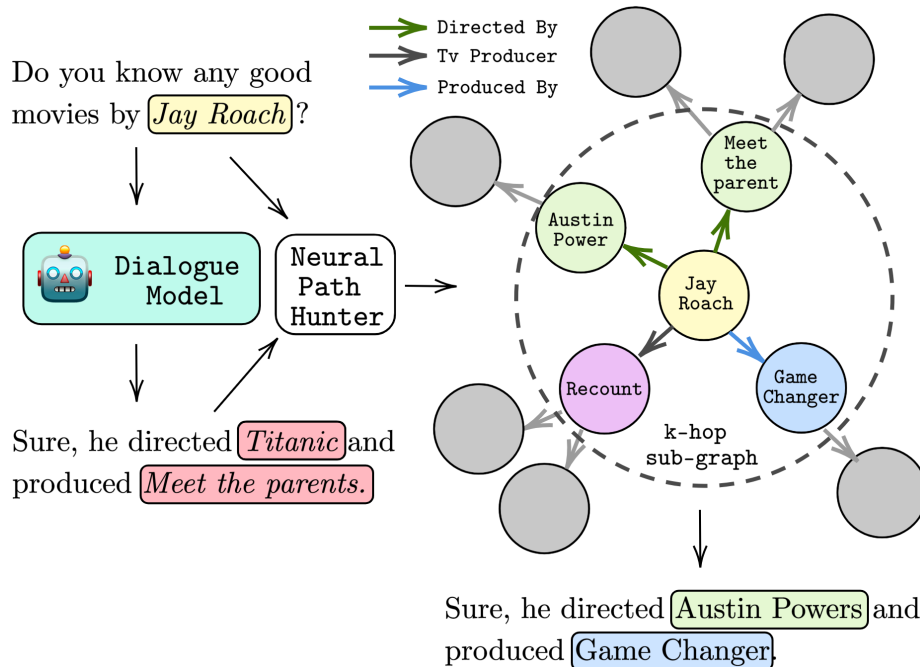 Do you know any good
movies by Jay Roach ?
Dialogue
Model
Neural
Path
Hunter
Sure, he directed Titanic and
produced Meet the parents.
Directed By
Tv Producer
Produced By
Meet
the
parent
Austin
Power
Jay
Roach
Recount
Game
Changer
k-hop
sub-graph
Sure, he directed Austin Powers and
produced Game Changer.